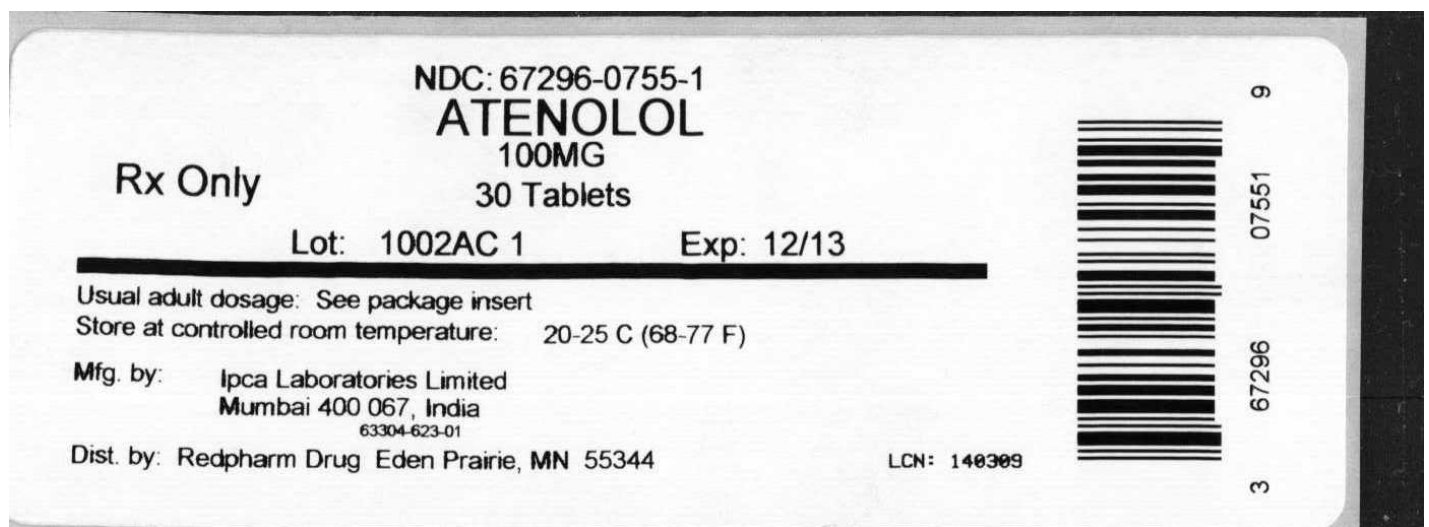 NDC: 67296-0755-1
ATENOLOL
100MG
Rx Only
30 Tablets
Lot: 1002AC 1 Exp: 12/13
Usual adult dosage: See package insert
Store at controlled room temperature: 20-25 C (68-77 F)
Mfg. by: Ipca Laboratories Limited
Mumbai 400 067, India
63304-623-01
Dist. by: Redpharm Drug Eden Prairie, MN 55344
LCN: 140309
3 67296 07551 9